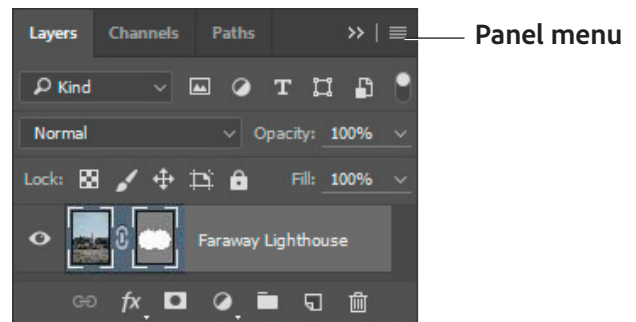 Layers Channels Paths Panel menu
Kind T
Normal Opacity: 100%
Lock: Fill: 100%
Faraway Lighthouse
fx